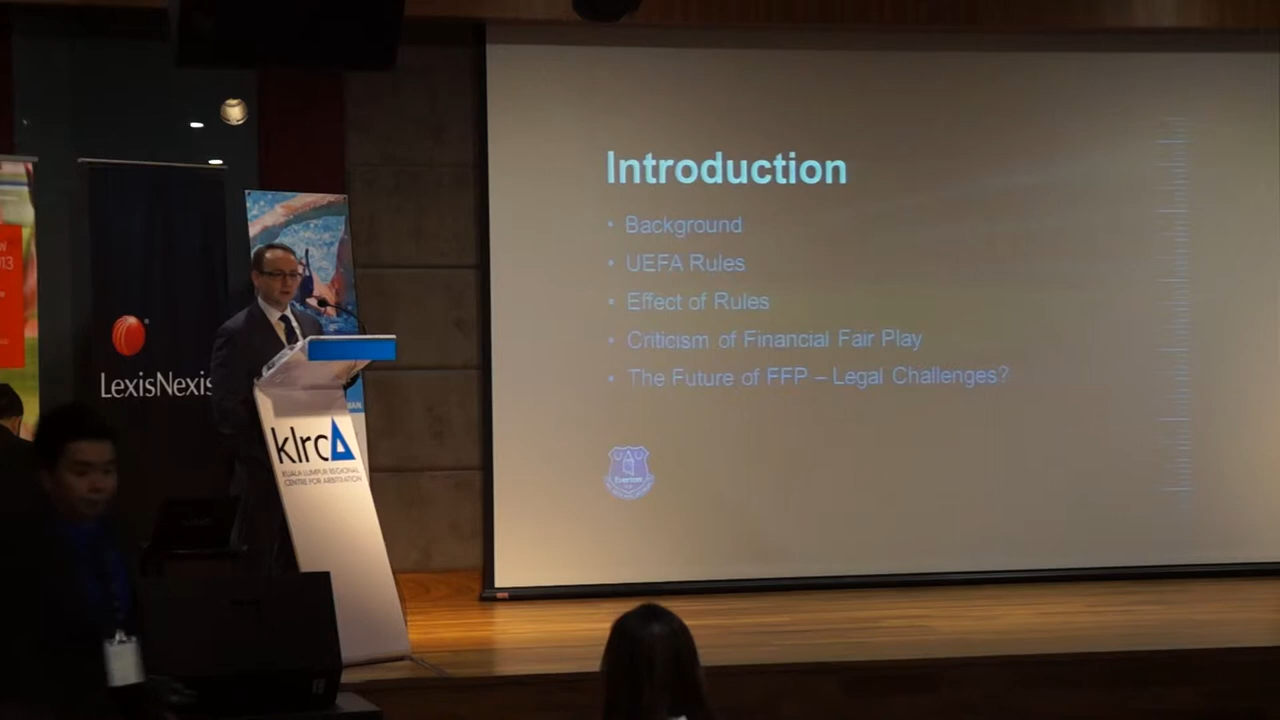 Introduction
• Background
• UEFA Rules
• Effect of Rules
• Criticism of Financial Fair Play
• The Future of FFP – Legal Challenges?
Everton
LexisNexis
klrcA
KUALA LUMPUR REGIONAL
CENTRE FOR ARBITRATION